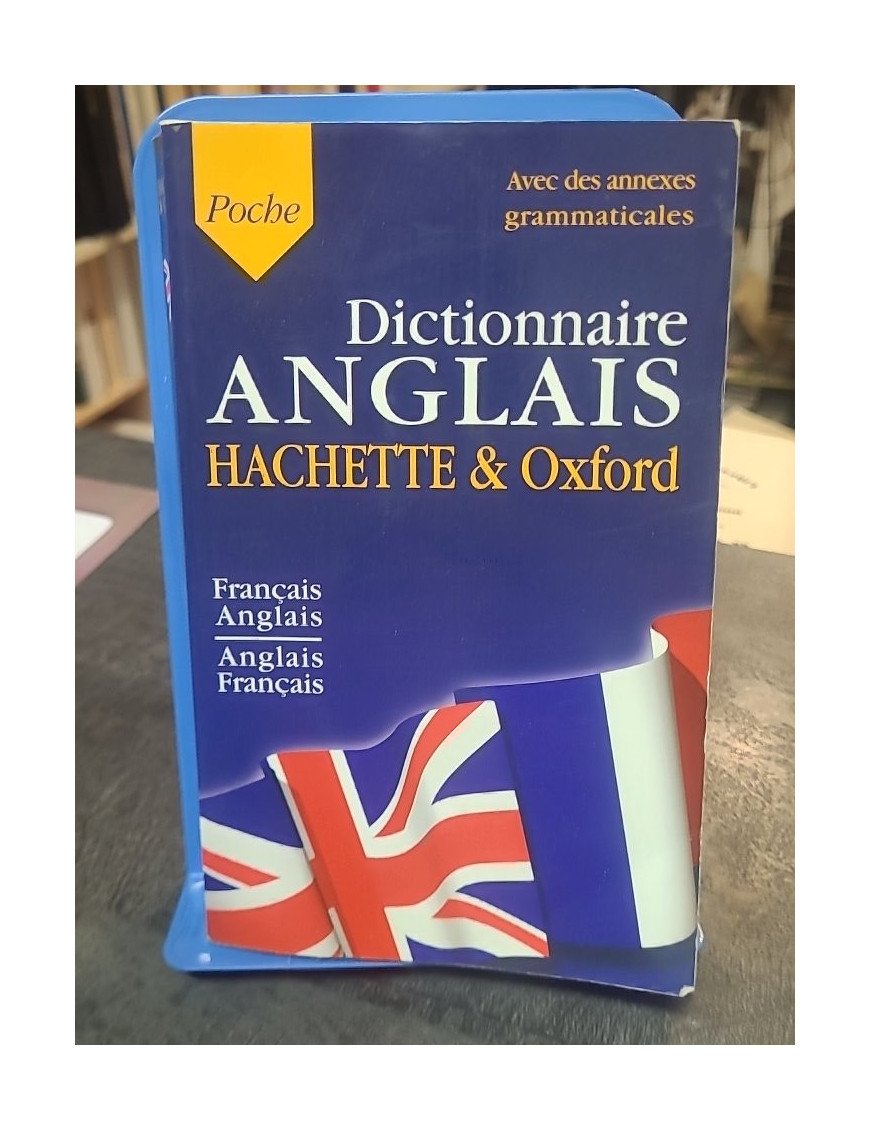 Poche
Avec des annexes
grammaticales
Dictionnaire
ANGLAIS
HACHETTE & Oxford
Français
Anglais
Anglais
Français